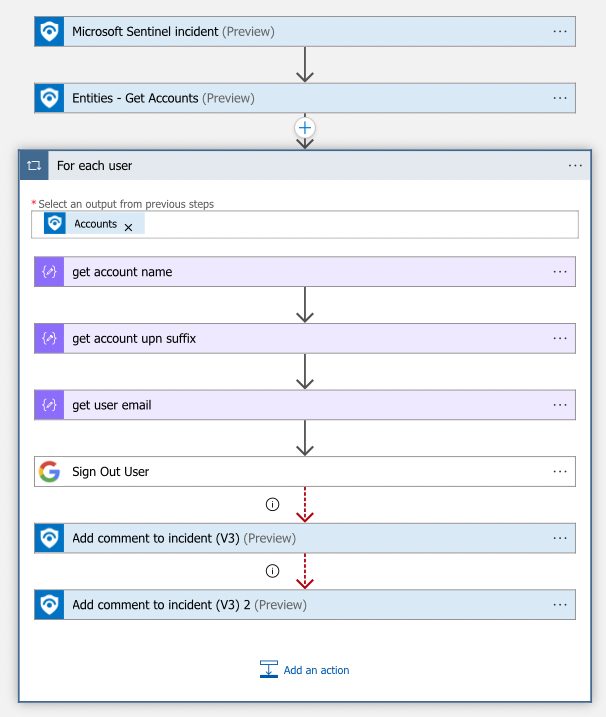 Microsoft Sentinel incident (Preview)
Entities - Get Accounts (Preview)
For each user
* Select an output from previous steps
Accounts
get account name
get account upn suffix
get user email
Sign Out User
Add comment to incident (V3) (Preview)
Add comment to incident (V3) 2 (Preview)
Add an action